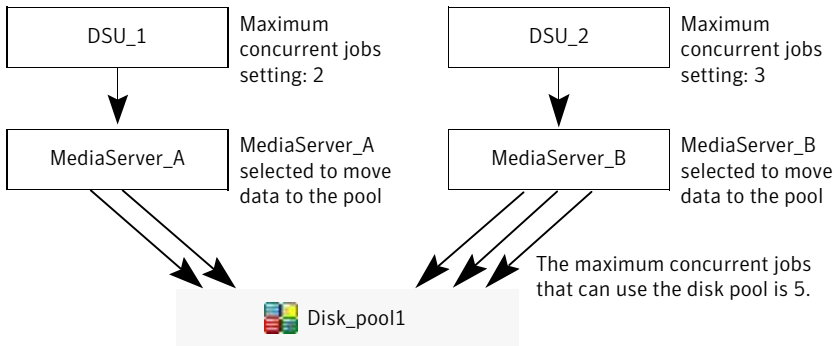 DSU_1
Maximum
concurrent jobs
setting: 2
DSU_2
Maximum
concurrent jobs
setting: 3
MediaServer_A
MediaServer_A
selected to move
data to the pool
MediaServer_B
MediaServer_B
selected to move
data to the pool
The maximum concurrent jobs
that can use the disk pool is 5.
Disk_pool1